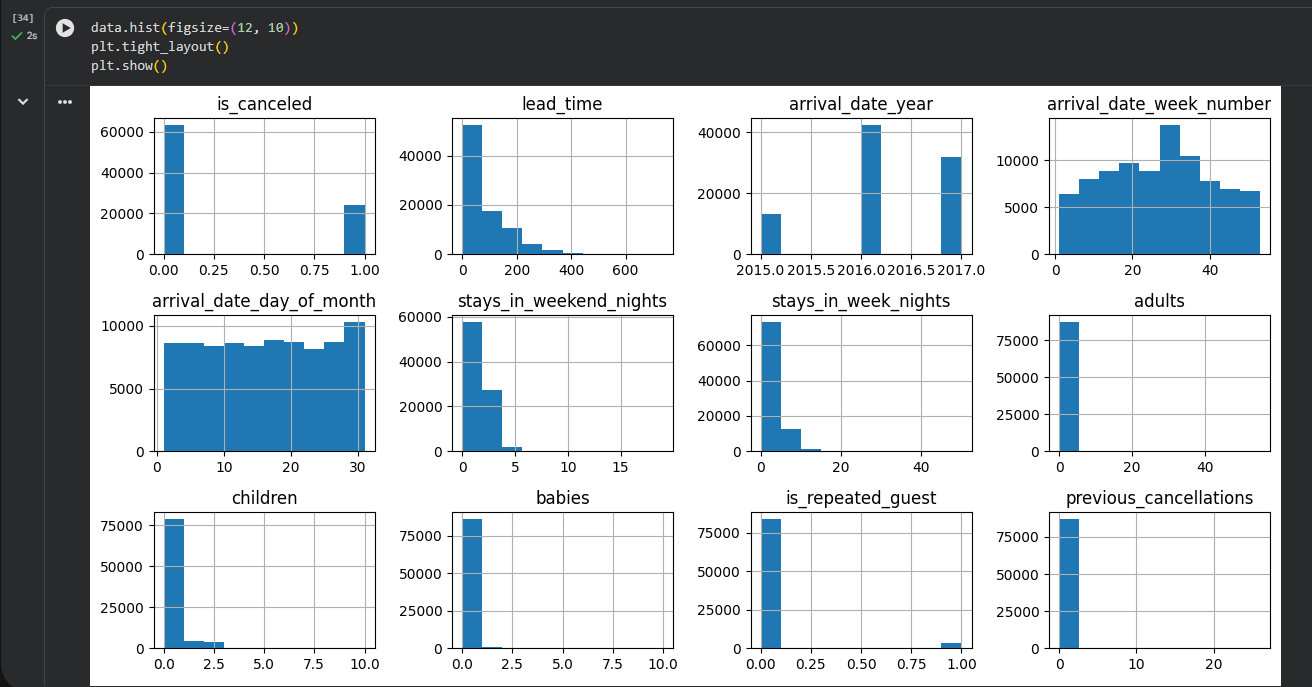 [34]
2s
data.hist(figsize=(12, 10))
plt.tight_layout()
plt.show()
is_canceled
60000
40000
20000
0
0.00 0.25 0.50 0.75 1.00
lead_time
40000
20000
0
0 200 400 600
arrival_date_year
40000
20000
0
2015.0 2015.5 2016.0 2016.5 2017.0
arrival_date_week_number
10000
5000
0
0 20 40
arrival_date_day_of_month
10000
5000
0
0 10 20 30
stays_in_weekend_nights
60000
40000
20000
0
0 5 10 15
stays_in_week_nights
60000
40000
20000
0
0 20 40
adults
75000
50000
25000
0
0 20 40
children
75000
50000
25000
0
0.0 2.5 5.0 7.5 10.0
babies
75000
50000
25000
0
0.0 2.5 5.0 7.5 10.0
is_repeated_guest
75000
50000
25000
0
0.00 0.25 0.50 0.75 1.00
previous_cancellations
75000
50000
25000
0
0 10 20